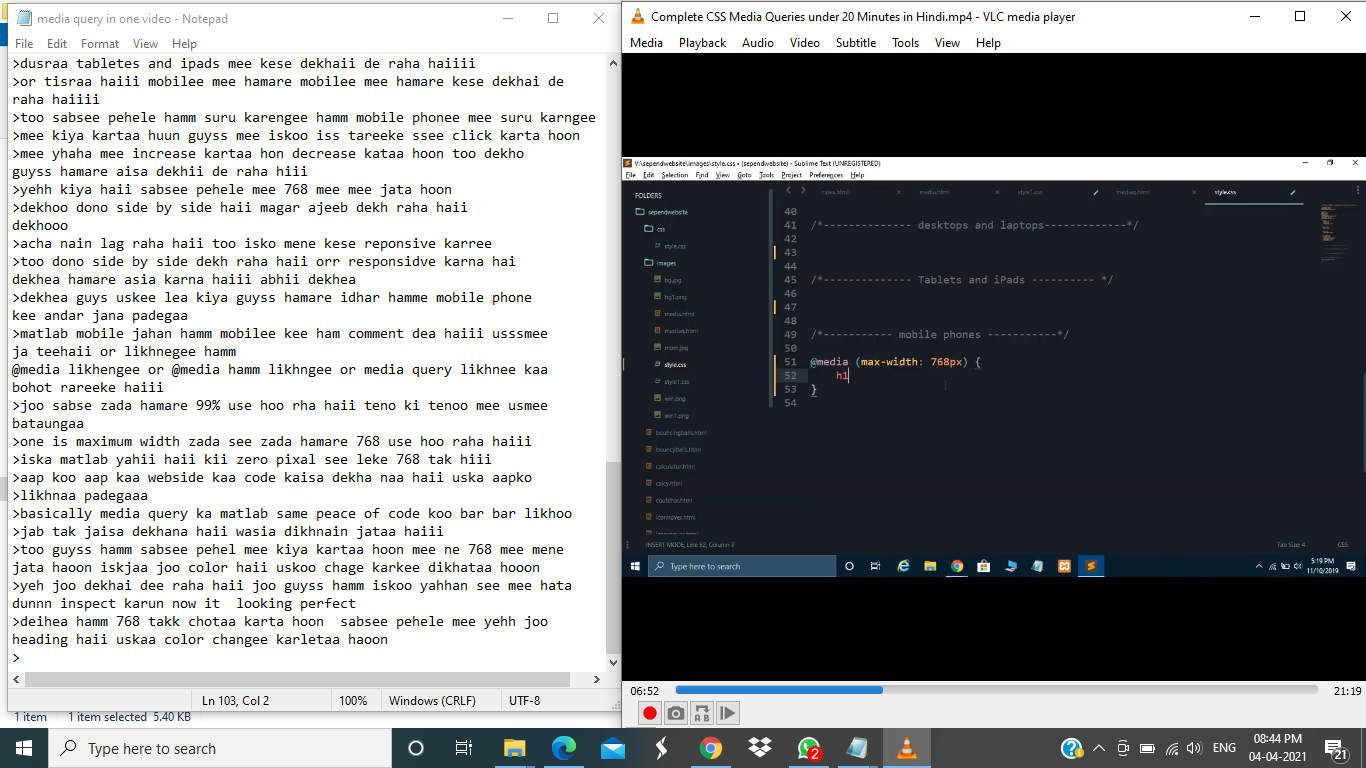 media query in one video - Notepad
File Edit Format View Help
>dusraa tabletes and ipads mee kese dekhaii de raha haiiii
>or tisraa haiii mobilee mee hamare mobilee mee hamare kese dekhai de
raha haiiii
>too sabsee pehele hamm suru karengee hamm mobile phonee mee suru karngee
>mee kiya kartaa huun guyss mee iskoo iss tareeke ssee click karta hoon
>mee yhaha mee increase kartaa hon decrease kataa hoon too dekho
guyss hamare aisa dekhii de raha hiii
>yehh kiya haii sabsee pehele mee 768 mee mee jata hoon
>dekhoo dono side by side haii magar ajeeb dekh raha haii
dekhooo
>acha nain lag raha haii too isko mene kese reponsive karree
>too dono side by side dekh raha haii orr responsidve karna hai
dekhea hamare asia karna haiii abhii dekhea
>dekhea guys uskee lea kiya guyss hamare idhar hamme mobile phone
kee andar jana padegaa
>matlab mobile jahan hamm mobilee kee ham comment dea haiii usssmee
ja teehaii or likhnegee hamm
@media likhengee or @media hamm likhngee or media query likhnee kaa
bohot rareeke haiii
>joo sabse zada hamare 99% use hoo rha haii teno ki tenoo mee usmee
bataungaa
>one is maximum width zada see zada hamare 768 use hoo raha haiii
>iska matlab yahii haii kii zero pixal see leke 768 tak hiii
>aap koo aap kaa webside kaa code kaisa dekha naa haii uska aapko
>likhnaa padegaaa
>basically media query ka matlab same peace of code koo bar bar likhoo
>jab tak jaisa dekhana haii wasia dikhnain jataa haiii
>too guyss hamm sabsee pehel mee kiya kartaa hoon mee ne 768 mee mene
jata haoon iskjaa joo color haii uskoo chage karkee dikhataa hooon
>yeh joo dekhai dee raha haii joo guyss hamm iskoo yahhan see mee hata
dunnn inspect karun now it  looking perfect
>deihea hamm 768 takk chotaa karta hoon  sabsee pehele mee yehh joo
heading haii uskaa color changee karletaa haoon
>
Ln 103, Col 2 100% Windows (CRLF) UTF-8
1 item 1 item selected 5.40 KB
Complete CSS Media Queries under 20 Minutes in Hindi.mp4 - VLC media player
Media Playback Audio Video Subtitle Tools View Help
V:\sependwebsite\images\style.css • (sependwebsite) - Sublime Text (UNREGISTERED)
File Edit Selection Find View Goto Tools Project Preferences Help
FOLDERS
sependwebsite
css
style.css
images
bg.jpg
bg1.png
media.html
mediaq.html
mom.jpg
style.css
style1.css
win.png
win1.png
bouncingballs.html
bouncyballs.html
calculator.html
calcy.html
coutchar.html
iconhover.html
index.html media.html style1.css mediaq.html style.css
40
41 /*------------- desktops and laptops-------------*/
42
43
44
45 /*------------- Tablets and iPads ---------- */
46
47
48
49 /*----------- mobile phones -----------*/
50
51 @media (max-width: 768px) {
52 h1
53 }
54
INSERT MODE, Line 52, Column 7 Tab Size 4 CSS
Type here to search
5:19 PM
11/10/2019
06:52 21:19
A B
Type here to search
2
ENG
08:44 PM
04-04-2021
21